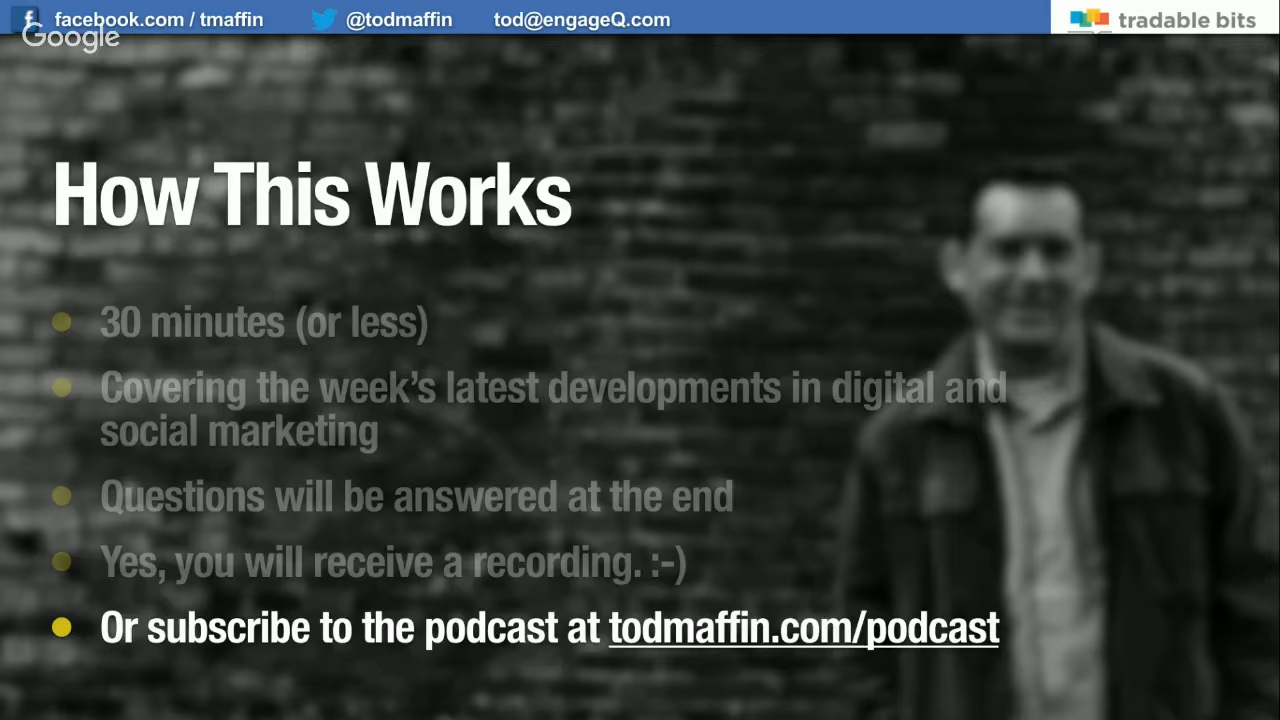 facebook.com / tmaffin
@todmaffin
tod@engageQ.com
tradable bits
Google
How This Works
30 minutes (or less)
Covering the week’s latest developments in digital and
social marketing
Questions will be answered at the end
Yes, you will receive a recording. :-)
Or subscribe to the podcast at todmaffin.com/podcast